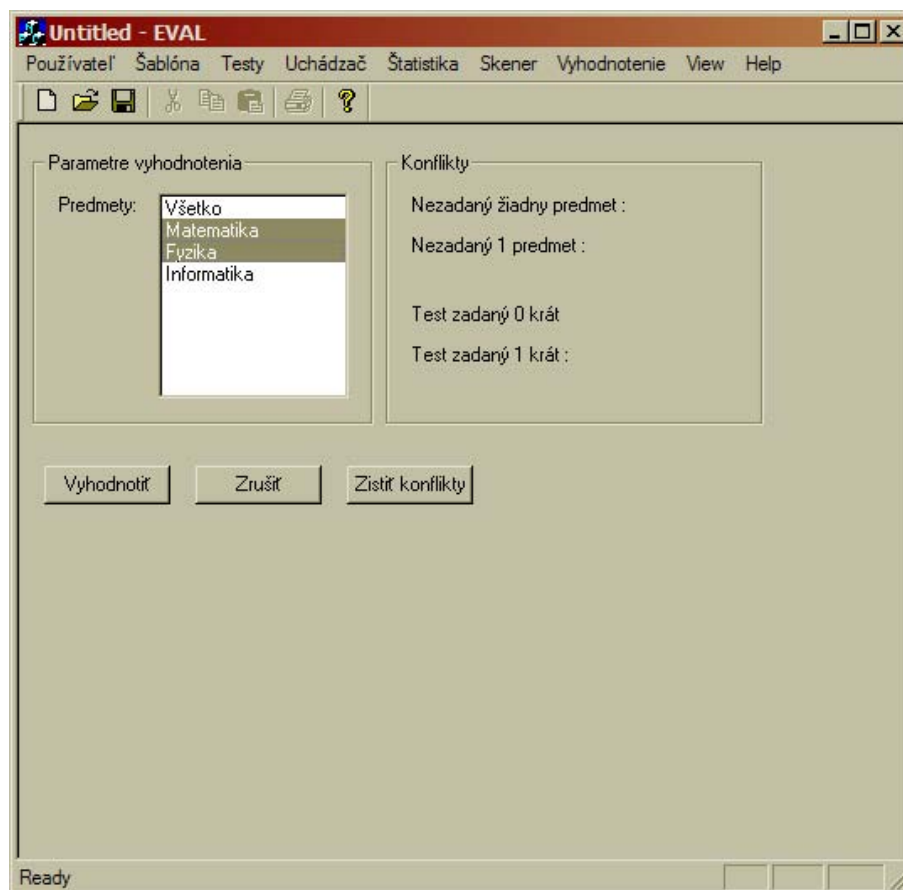 Untitled - EVAL
Používateľ Šablóna Testy Uchádzač Štatistika Skener Vyhodnotenie View Help
Parametre vyhodnotenia
Predmety:
Všetko
Matematika
Fyzika
Informatika
Konflikty
Nezadaný žiadny predmet :
Nezadaný 1 predmet :
Test zadaný 0 krát
Test zadaný 1 krát :
Vyhodnotiť Zrušiť Zistiť konflikty
Ready